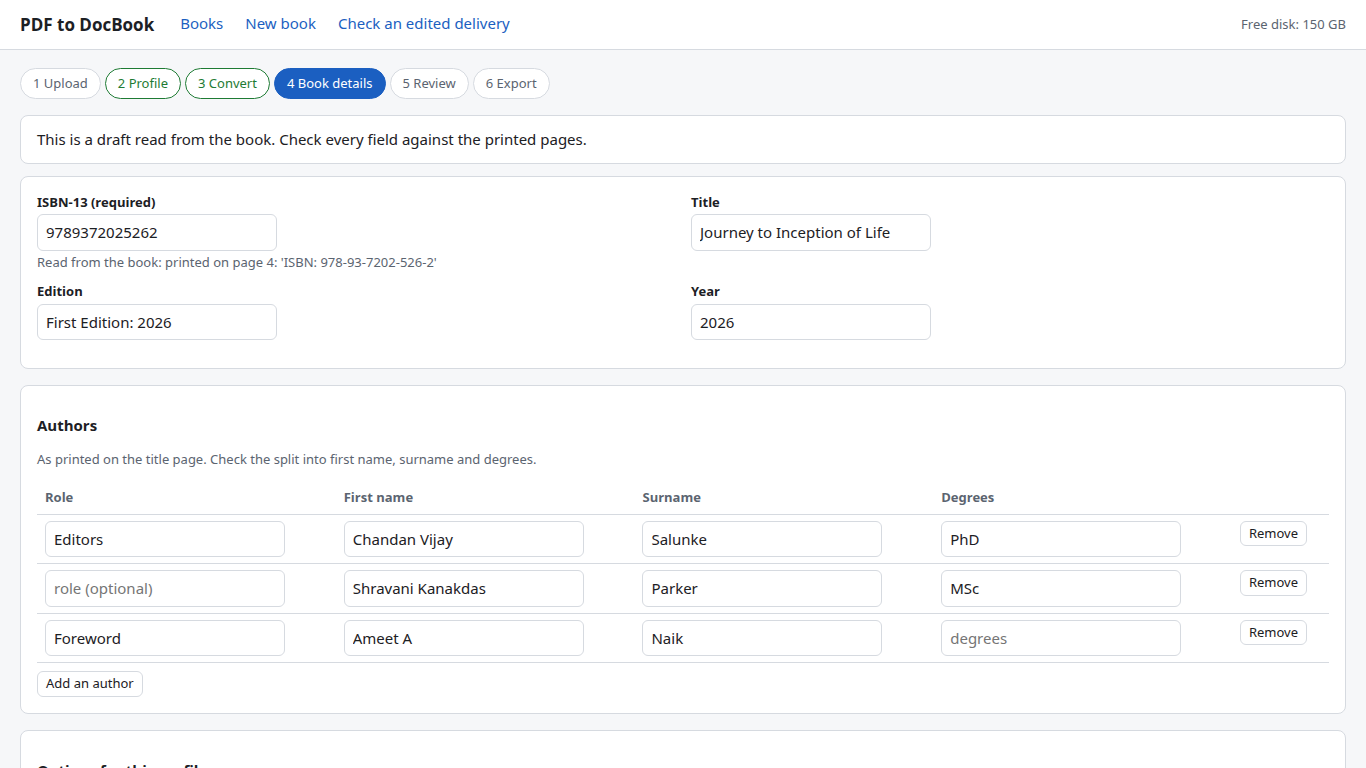 PDF to DocBook Books New book Check an edited delivery Free disk: 150 GB
1 Upload 2 Profile 3 Convert 4 Book details 5 Review 6 Export
This is a draft read from the book. Check every field against the printed pages.
ISBN-13 (required) Title
9789372025262 Journey to Inception of Life
Read from the book: printed on page 4: 'ISBN: 978-93-7202-526-2'
Edition Year
First Edition: 2026 2026
Authors
As printed on the title page. Check the split into first name, surname and degrees.
Role First name Surname Degrees
Editors Chandan Vijay Salunke PhD Remove
role (optional) Shravani Kanakdas Parker MSc Remove
Foreword Ameet A Naik degrees Remove
Add an author